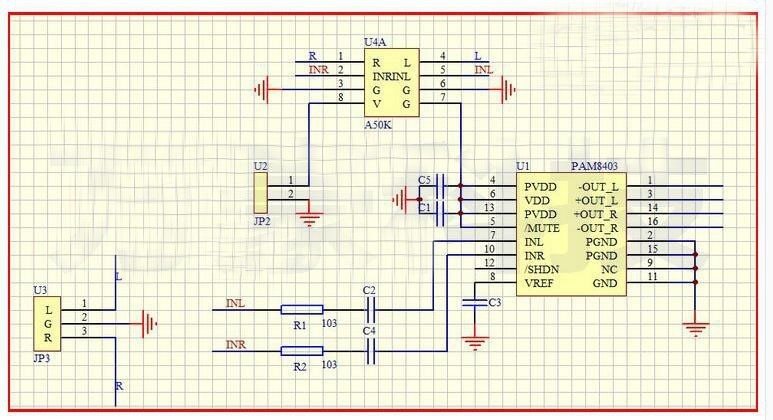 U4A
R 1 R L 4 L
INR 2 INRINL 5 INL
3 G G 6
8 V G 7
A50K
U2
1
2
JP2
U1 PAM8403
C5 4 PVDD -OUT_L 1
6 VDD +OUT_L 3
C1 13 PVDD +OUT_R 14
5 /MUTE -OUT_R 16
7 INL PGND 2
10 INR PGND 15
12 /SHDN NC 9
8 VREF GND 11
C3
L
U3
L 1
G 2
R 3
JP3
R
INL R1 103 C2
INR R2 103 C4